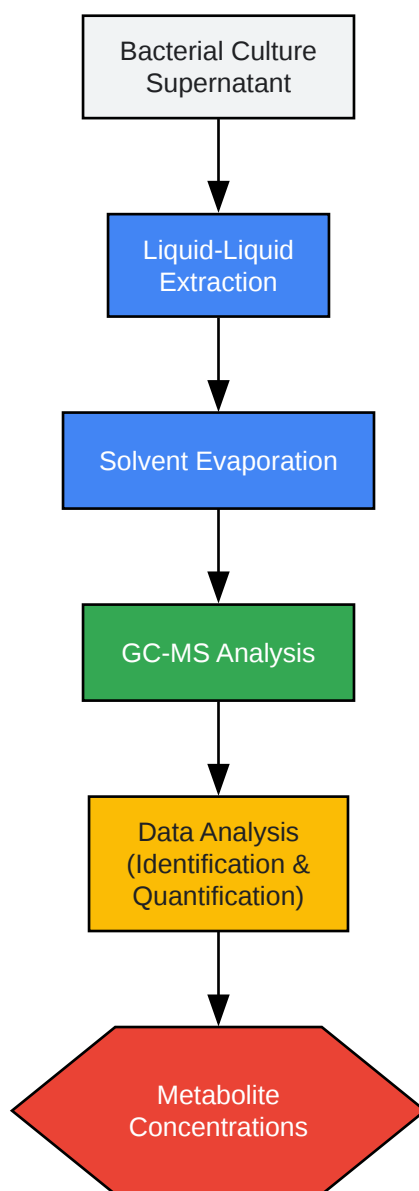 Bacterial Culture
Supernatant
Liquid-Liquid
Extraction
Solvent Evaporation
GC-MS Analysis
Data Analysis
(Identification &
Quantification)
Metabolite
Concentrations